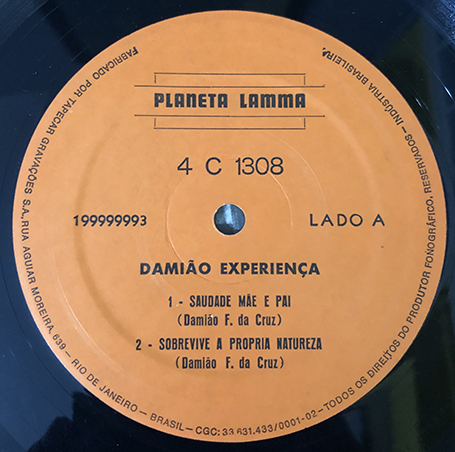 PLANETA LAMMA
4 C 1308
199999993
LADO A
DAMIÃO EXPERIENÇA
1 - SAUDADE MÃE E PAI
(Damião F. da Cruz)
2 - SOBREVIVE A PROPRIA NATUREZA
(Damião F. da Cruz)
FABRICADO POR TAPECAR GRAVAÇÕES S.A., RUA AGUIAR MOREIRA, 639 - RIO DE JANEIRO - BRASIL - CGC: 33.631.433/0001-02 - TODOS OS DIREITOS DO PRODUTOR FONOGRÁFICO, RESERVADOS - INDÚSTRIA BRASILEIRA.